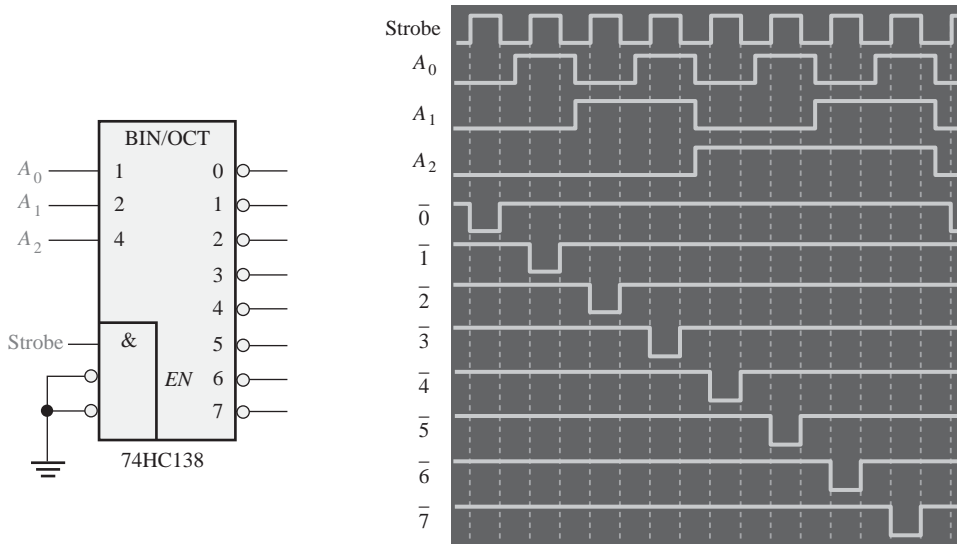 BIN/OCT
A0 1 0
A1 2 1
A2 4 2
3
4
Strobe & 5
EN 6
7
74HC138
Strobe
A0
A1
A2
0̅
1̅
2̅
3̅
4̅
5̅
6̅
7̅